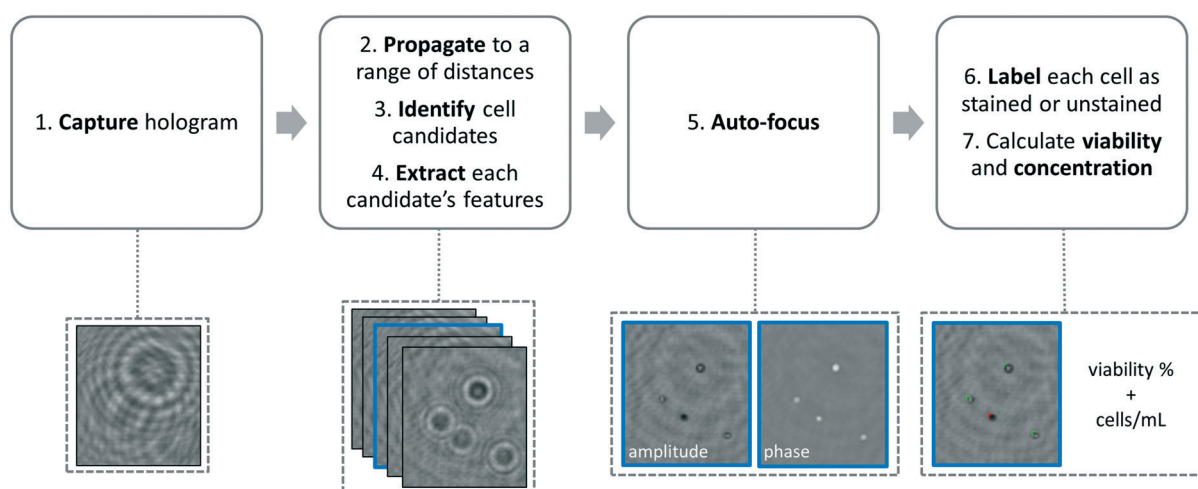 1. Capture hologram
2. Propagate to a
range of distances
3. Identify cell
candidates
4. Extract each
candidate's features
5. Auto-focus
6. Label each cell as
stained or unstained
7. Calculate viability
and concentration
amplitude
phase
viability %
+
cells/mL